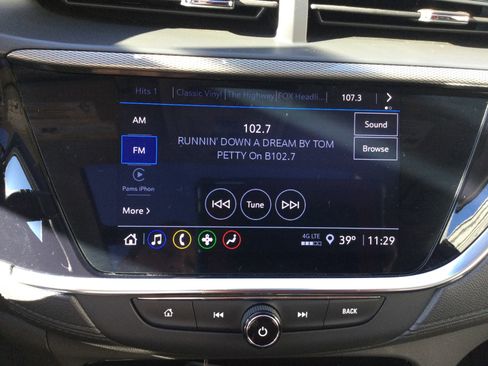 Hits 1 Classic Vinyl The Highway FOX Headli... 107.3
AM
102.7
Sound
RUNNIN' DOWN A DREAM BY TOM
PETTY On B102.7
FM
Browse
Pams iPhon
More
Tune
4G LTE
39° 11:29
BACK